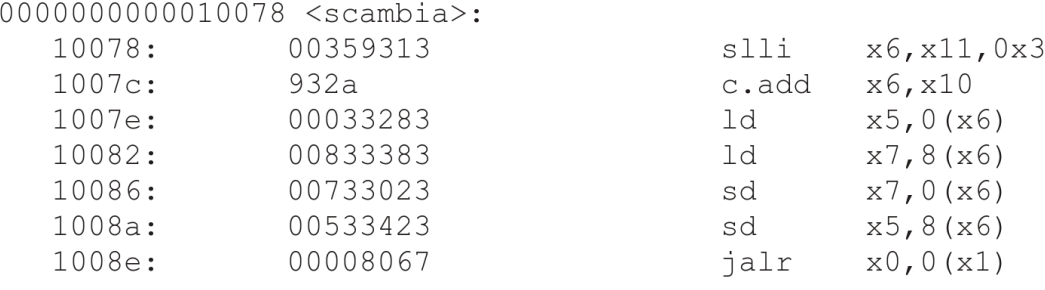 0000000000010078 <scambia>:
10078: 00359313 slli x6,x11,0x3
1007c: 932a c.add x6,x10
1007e: 00033283 ld x5,0(x6)
10082: 00833383 ld x7,8(x6)
10086: 00733023 sd x7,0(x6)
1008a: 00533423 sd x5,8(x6)
1008e: 00008067 jalr x0,0(x1)